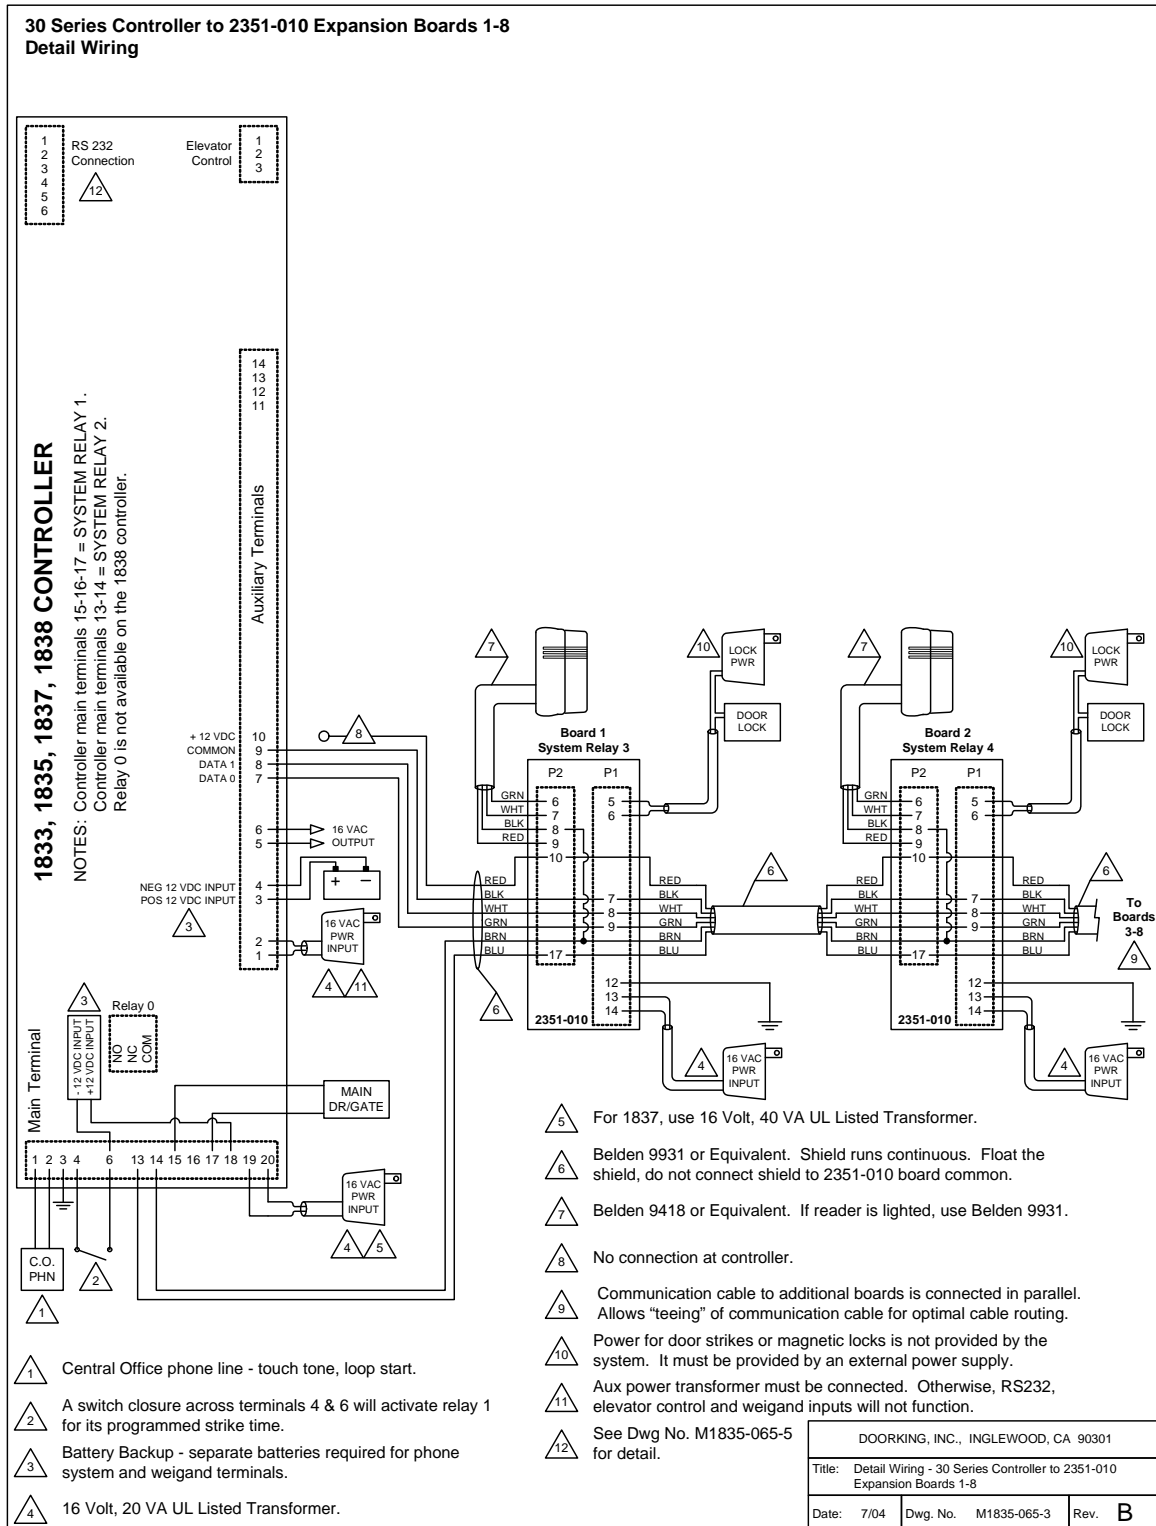 30 Series Controller to 2351-010 Expansion Boards 1-8
Detail Wiring
1
2
3
4
5
6
RS 232
Connection
12
Elevator
Control
1
2
3
1833, 1835, 1837, 1838 CONTROLLER
NOTES: Controller main terminals 15-16-17 = SYSTEM RELAY 1.
Controller main terminals 13-14 = SYSTEM RELAY 2.
Relay 0 is not available on the 1838 controller.
14
13
12
11
Auxiliary Terminals
+ 12 VDC 10
COMMON 9
DATA 1 8
DATA 0 7
8
6 16 VAC
5 OUTPUT
NEG 12 VDC INPUT 4
POS 12 VDC INPUT 3
+ –
3
2
1
16 VAC
PWR
INPUT
4 11
3
- 12 VDC INPUT
+12 VDC INPUT
Relay 0
NO
NC
COM
Main Terminal
MAIN
DR/GATE
1 2 3 4 6 13 14 15 16 17 18 19 20
16 VAC
PWR
INPUT
4 5
C.O.
PHN
1
2
7
10
LOCK
PWR
DOOR
LOCK
Board 1
System Relay 3
P2 P1
GRN 6
WHT 7
BLK 8
RED 9
10
5
6
RED
BLK
WHT
GRN
BRN
BLU
17
7
8
9
RED
BLK
WHT
GRN
BRN
BLU
12
13
14
2351-010
6
6
4
16 VAC
PWR
INPUT
7
10
LOCK
PWR
DOOR
LOCK
Board 2
System Relay 4
P2 P1
GRN 6
WHT 7
BLK 8
RED 9
10
5
6
RED
BLK
WHT
GRN
BRN
BLU
17
7
8
9
RED
BLK
WHT
GRN
BRN
BLU
12
13
14
2351-010
6
To
Boards
3-8
9
4
16 VAC
PWR
INPUT
5 For 1837, use 16 Volt, 40 VA UL Listed Transformer.
6 Belden 9931 or Equivalent. Shield runs continuous. Float the
shield, do not connect shield to 2351-010 board common.
7 Belden 9418 or Equivalent. If reader is lighted, use Belden 9931.
8 No connection at controller.
9 Communication cable to additional boards is connected in parallel.
Allows “teeing” of communication cable for optimal cable routing.
10 Power for door strikes or magnetic locks is not provided by the
system. It must be provided by an external power supply.
11 Aux power transformer must be connected. Otherwise, RS232,
elevator control and weigand inputs will not function.
12 See Dwg No. M1835-065-5
for detail.
1 Central Office phone line - touch tone, loop start.
2 A switch closure across terminals 4 & 6 will activate relay 1
for its programmed strike time.
3 Battery Backup - separate batteries required for phone
system and weigand terminals.
4 16 Volt, 20 VA UL Listed Transformer.
DOORKING, INC., INGLEWOOD, CA 90301
Title: Detail Wiring - 30 Series Controller to 2351-010
Expansion Boards 1-8
Date: 7/04 Dwg. No. M1835-065-3 Rev. B